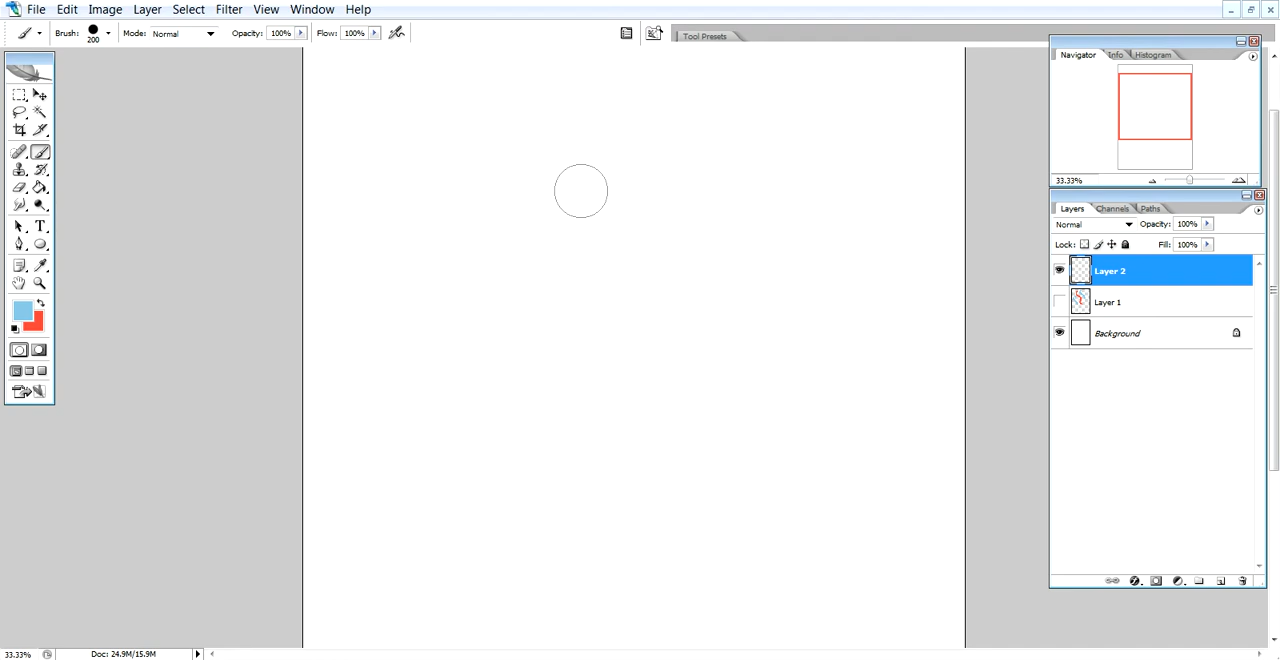 File Edit Image Layer Select Filter View Window Help
Brush: 200 Mode: Normal Opacity: 100% Flow: 100% Tool Presets
Navigator Info Histogram
33.33%
Layers Channels Paths
Normal Opacity: 100%
Lock: Fill: 100%
Layer 2
Layer 1
Background
33.33% Doc: 24.9M/15.9M